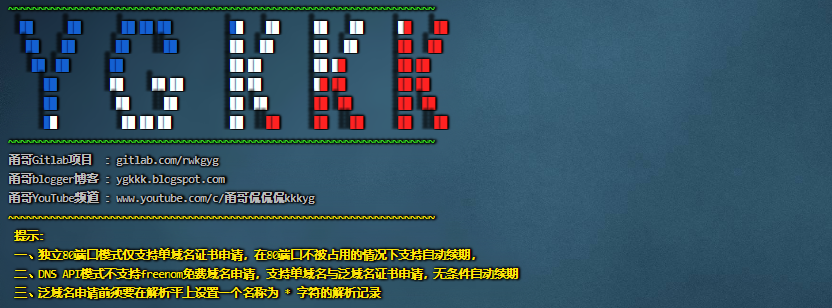 YGKKK
甬哥Gitlab项目 : gitlab.com/rwkgyg
甬哥blogger博客 : ygkkk.blogspot.com
甬哥YouTube频道 : www.youtube.com/c/甬哥侃侃侃kkkyg
提示:
一、独立80端口模式仅支持单域名证书申请，在80端口不被占用的情况下支持自动续期，
二、DNS API模式不支持freenom免费域名申请，支持单域名与泛域名证书申请，无条件自动续期
三、泛域名申请前须要在解析平上设置一个名称为 * 字符的解析记录